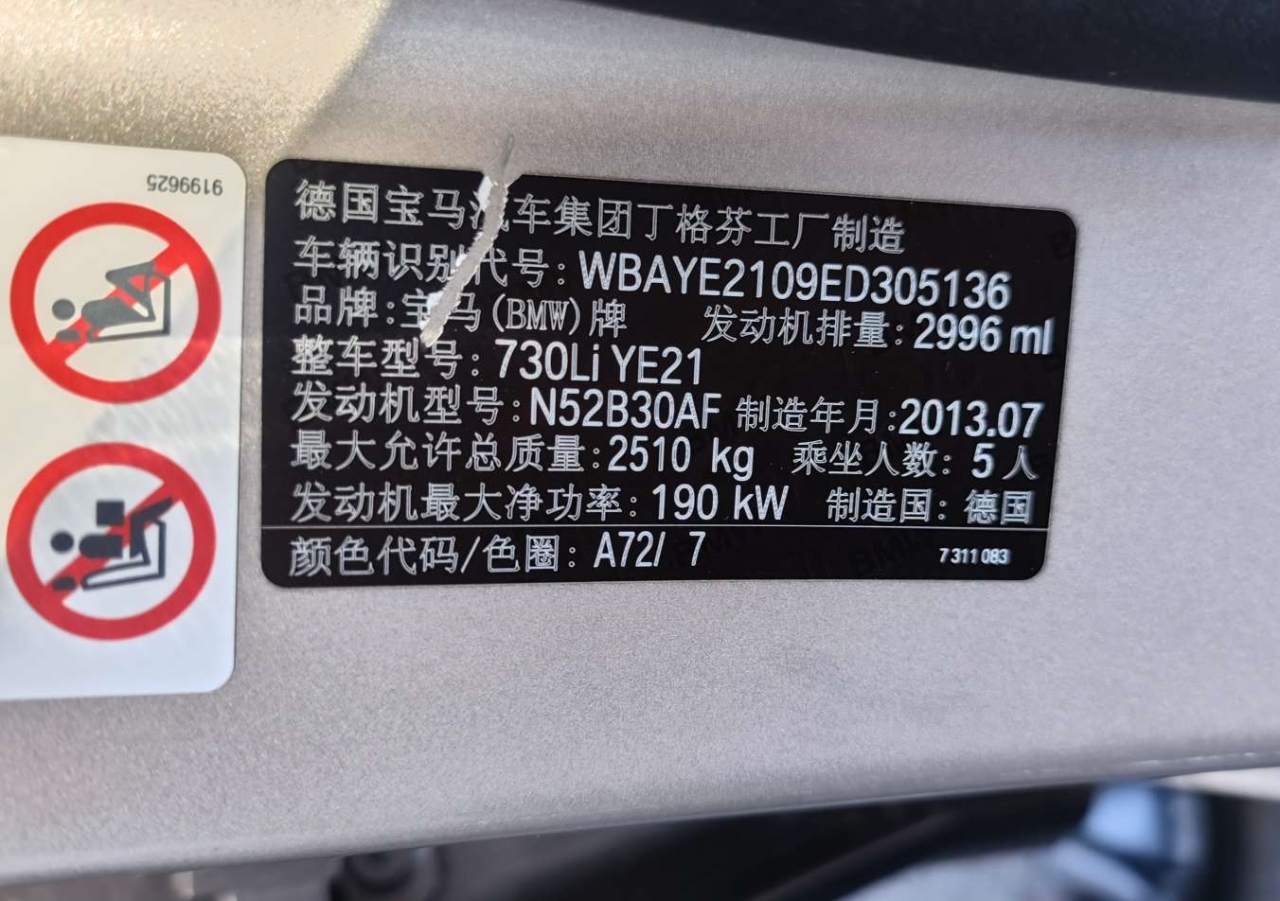 9199625
德国宝马汽车集团丁格芬工厂制造
车辆识别代号: WBAYE2109ED305136
品牌:宝马(BMW)牌 发动机排量: 2996 ml
整车型号: 730Li YE21
发动机型号: N52B30AF 制造年月:2013.07
最大允许总质量:2510 kg 乘坐人数: 5人
发动机最大净功率: 190 kW 制造国: 德国
颜色代码/色圈: A72/ 7 7 311 083